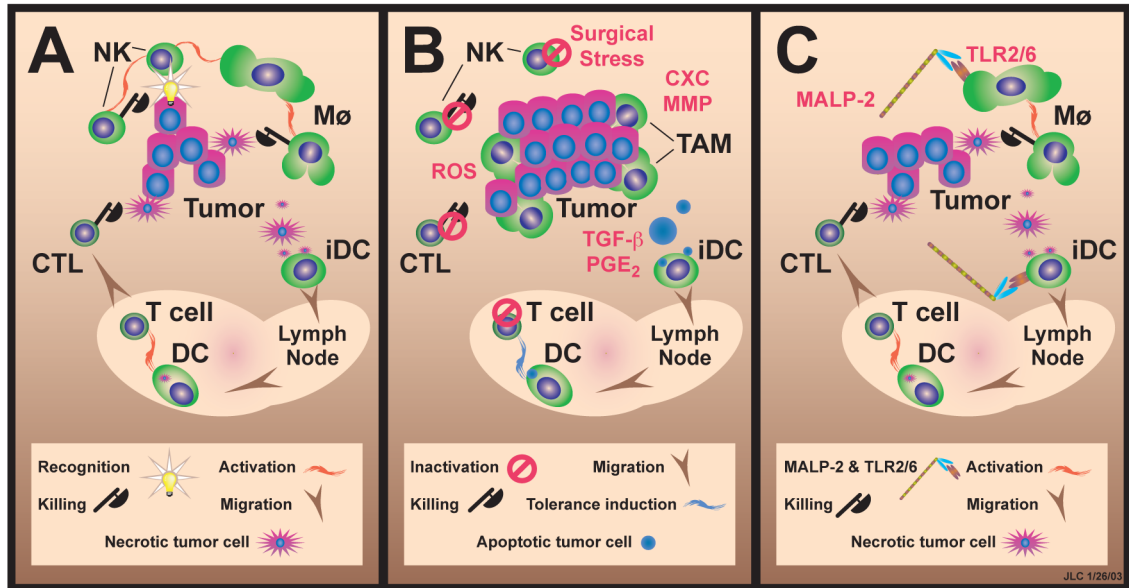 A
NK
Mø
Tumor
CTL
iDC
T cell
DC
Lymph
Node
Recognition
Activation
Killing
Migration
Necrotic tumor cell
B
NK
Surgical
Stress
CXC
MMP
TAM
ROS
Tumor
TGF-β
PGE₂
CTL
iDC
T cell
DC
Lymph
Node
Inactivation
Migration
Killing
Tolerance induction
Apoptotic tumor cell
C
TLR2/6
MALP-2
Mø
Tumor
CTL
iDC
T cell
DC
Lymph
Node
MALP-2 & TLR2/6
Activation
Killing
Migration
Necrotic tumor cell
JLC 1/26/03